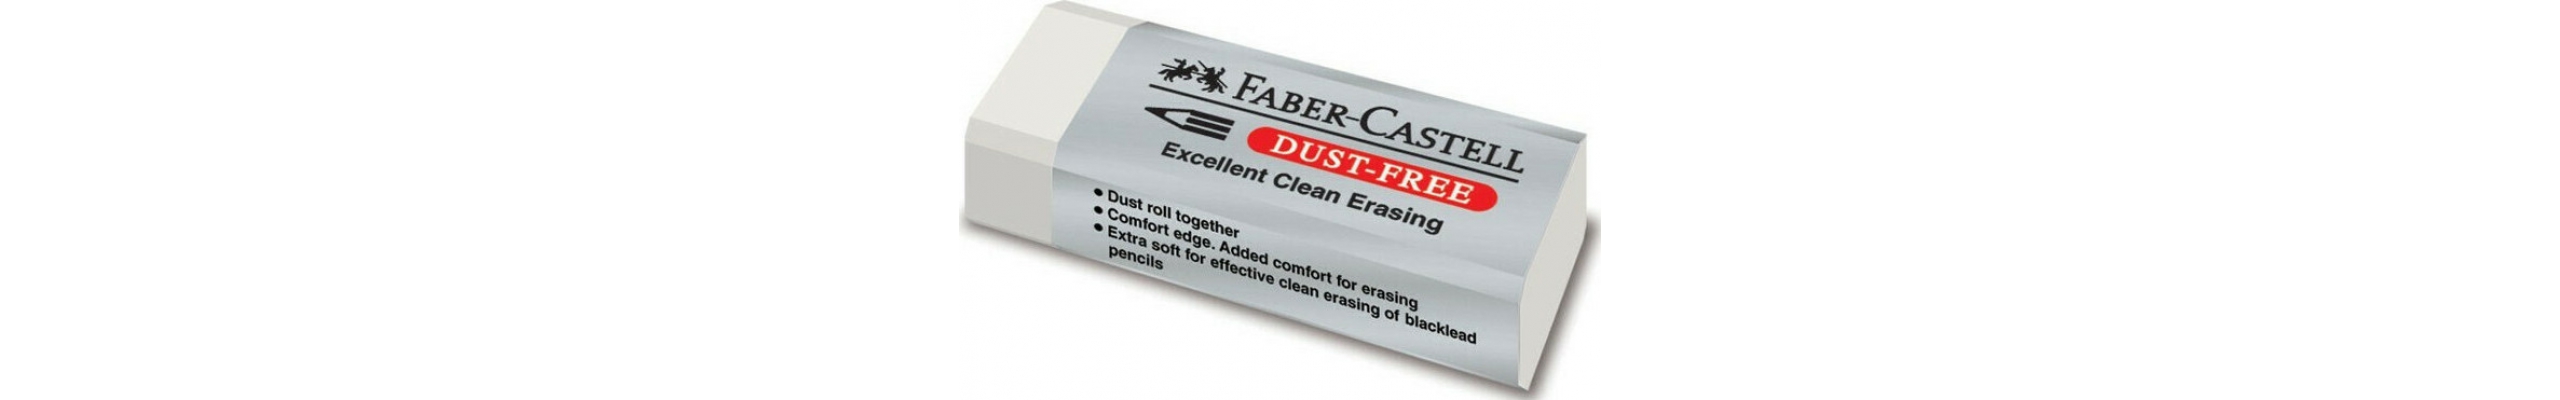 FABER-CASTELL
DUST-FREE
Excellent Clean Erasing
• Dust roll together
• Comfort edge. Added comfort for erasing
• Extra soft for effective clean erasing of blacklead
pencils